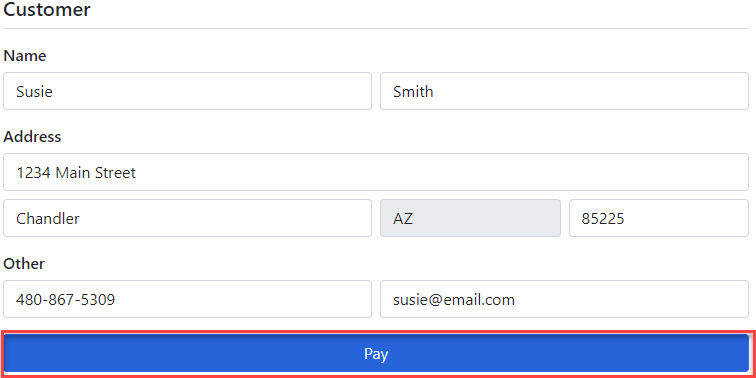 Customer
Name
Susie Smith
Address
1234 Main Street
Chandler AZ 85225
Other
480-867-5309 susie@email.com
Pay